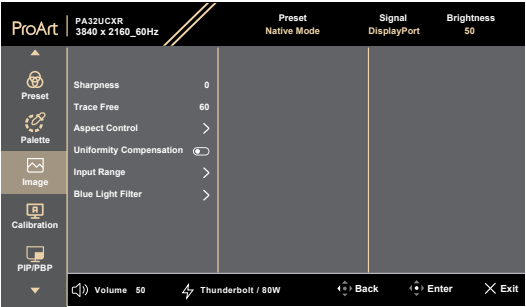 ProArt
PA32UCXR
3840 x 2160_60Hz
Preset
Native Mode
Signal
DisplayPort
Brightness
50
Preset
Palette
Image
Calibration
PIP/PBP
Sharpness 0
Trace Free 60
Aspect Control
Uniformity Compensation
Input Range
Blue Light Filter
Volume 50
Thunderbolt / 80W
Back
Enter
Exit